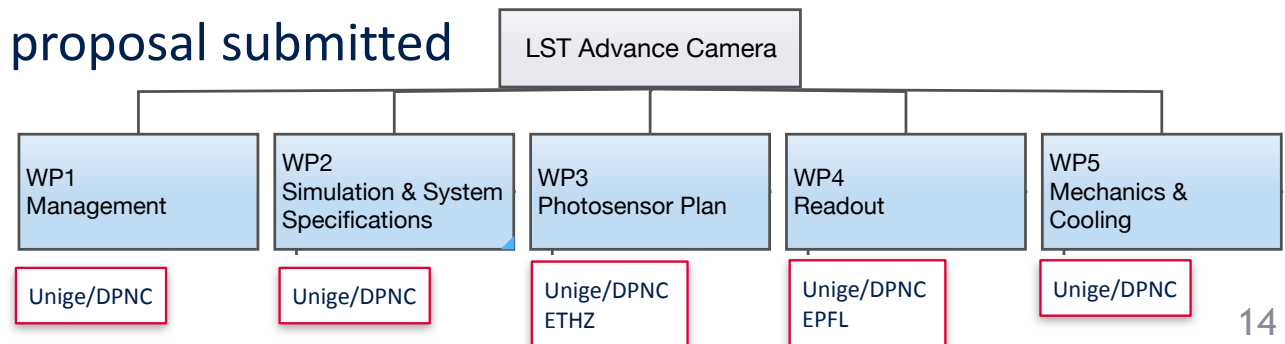 proposal submitted
LST Advance Camera
WP1
Management
WP2
Simulation & System
Specifications
WP3
Photosensor Plan
WP4
Readout
WP5
Mechanics &
Cooling
Unige/DPNC
Unige/DPNC
Unige/DPNC
ETHZ
Unige/DPNC
EPFL
Unige/DPNC
14